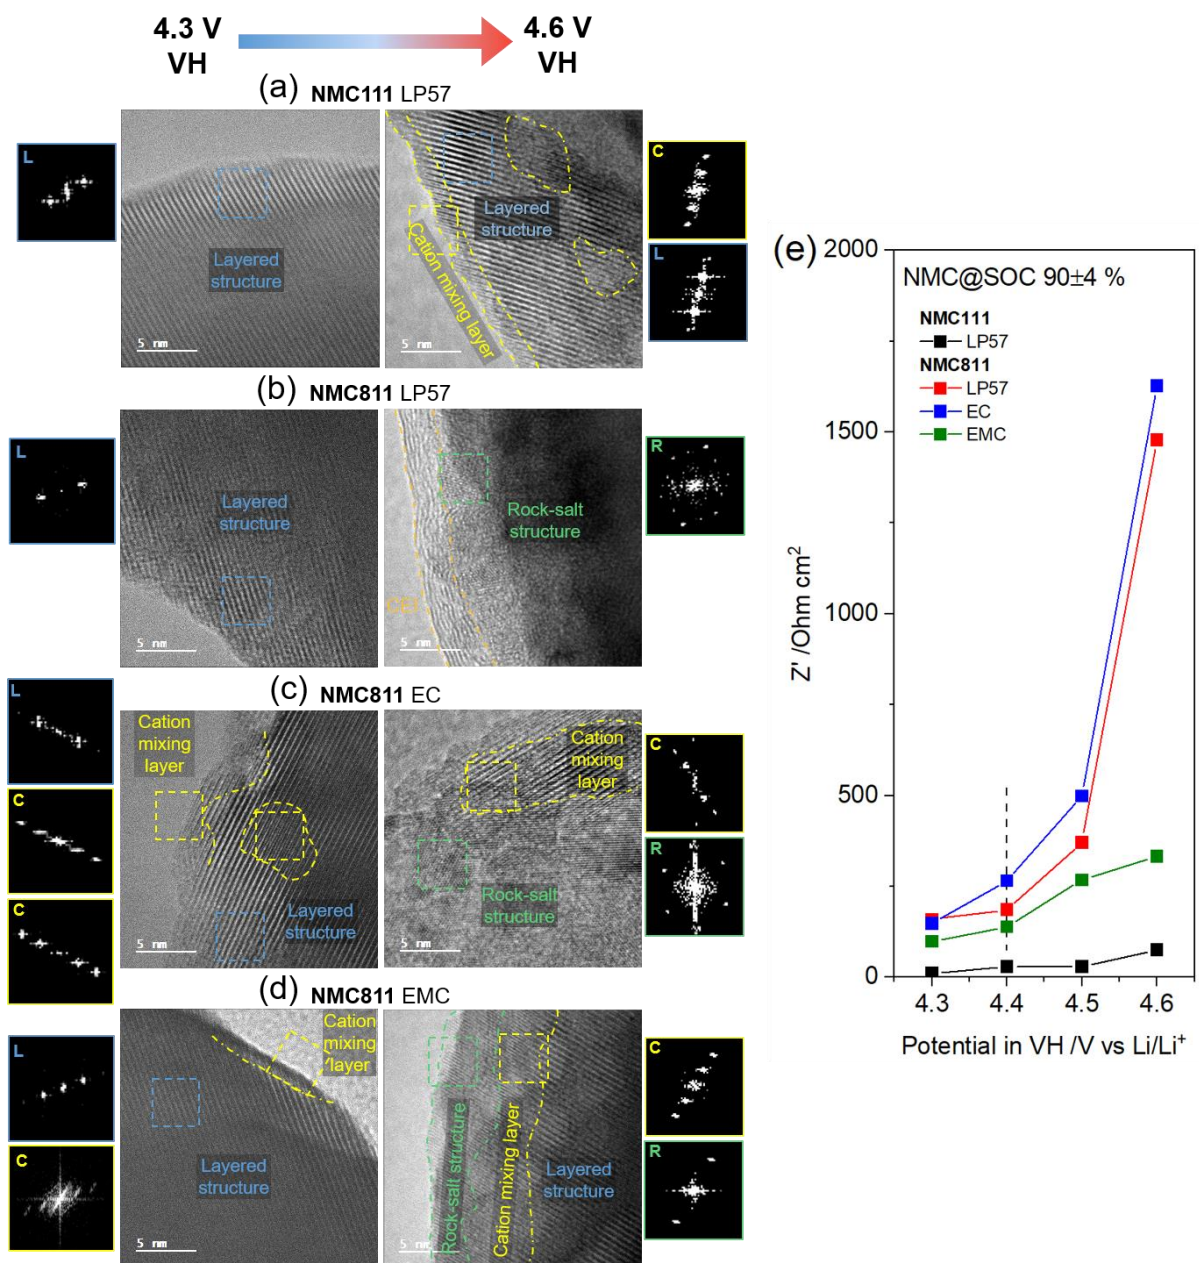 4.3 V
VH
4.6 V
VH
(a) NMC111 LP57
L
Layered
structure
5 nm
Layered
structure
Cation mixing layer
5 nm
C
L
(b) NMC811 LP57
L
Layered
structure
5 nm
Rock-salt
structure
CEI
5 nm
R
(c) NMC811 EC
L
C
C
Cation
mixing
layer
Layered
structure
5 nm
Cation
mixing
layer
Rock-salt
structure
5 nm
C
R
(d) NMC811 EMC
L
C
Cation
mixing
layer
Layered
structure
5 nm
Rock-salt structure
Cation mixing layer
Layered
structure
5 nm
C
R
(e)
NMC@SOC 90±4 %
NMC111
LP57
NMC811
LP57
EC
EMC
Z' /Ohm cm²
2000
1500
1000
500
0
4.3 4.4 4.5 4.6
Potential in VH /V vs Li/Li⁺